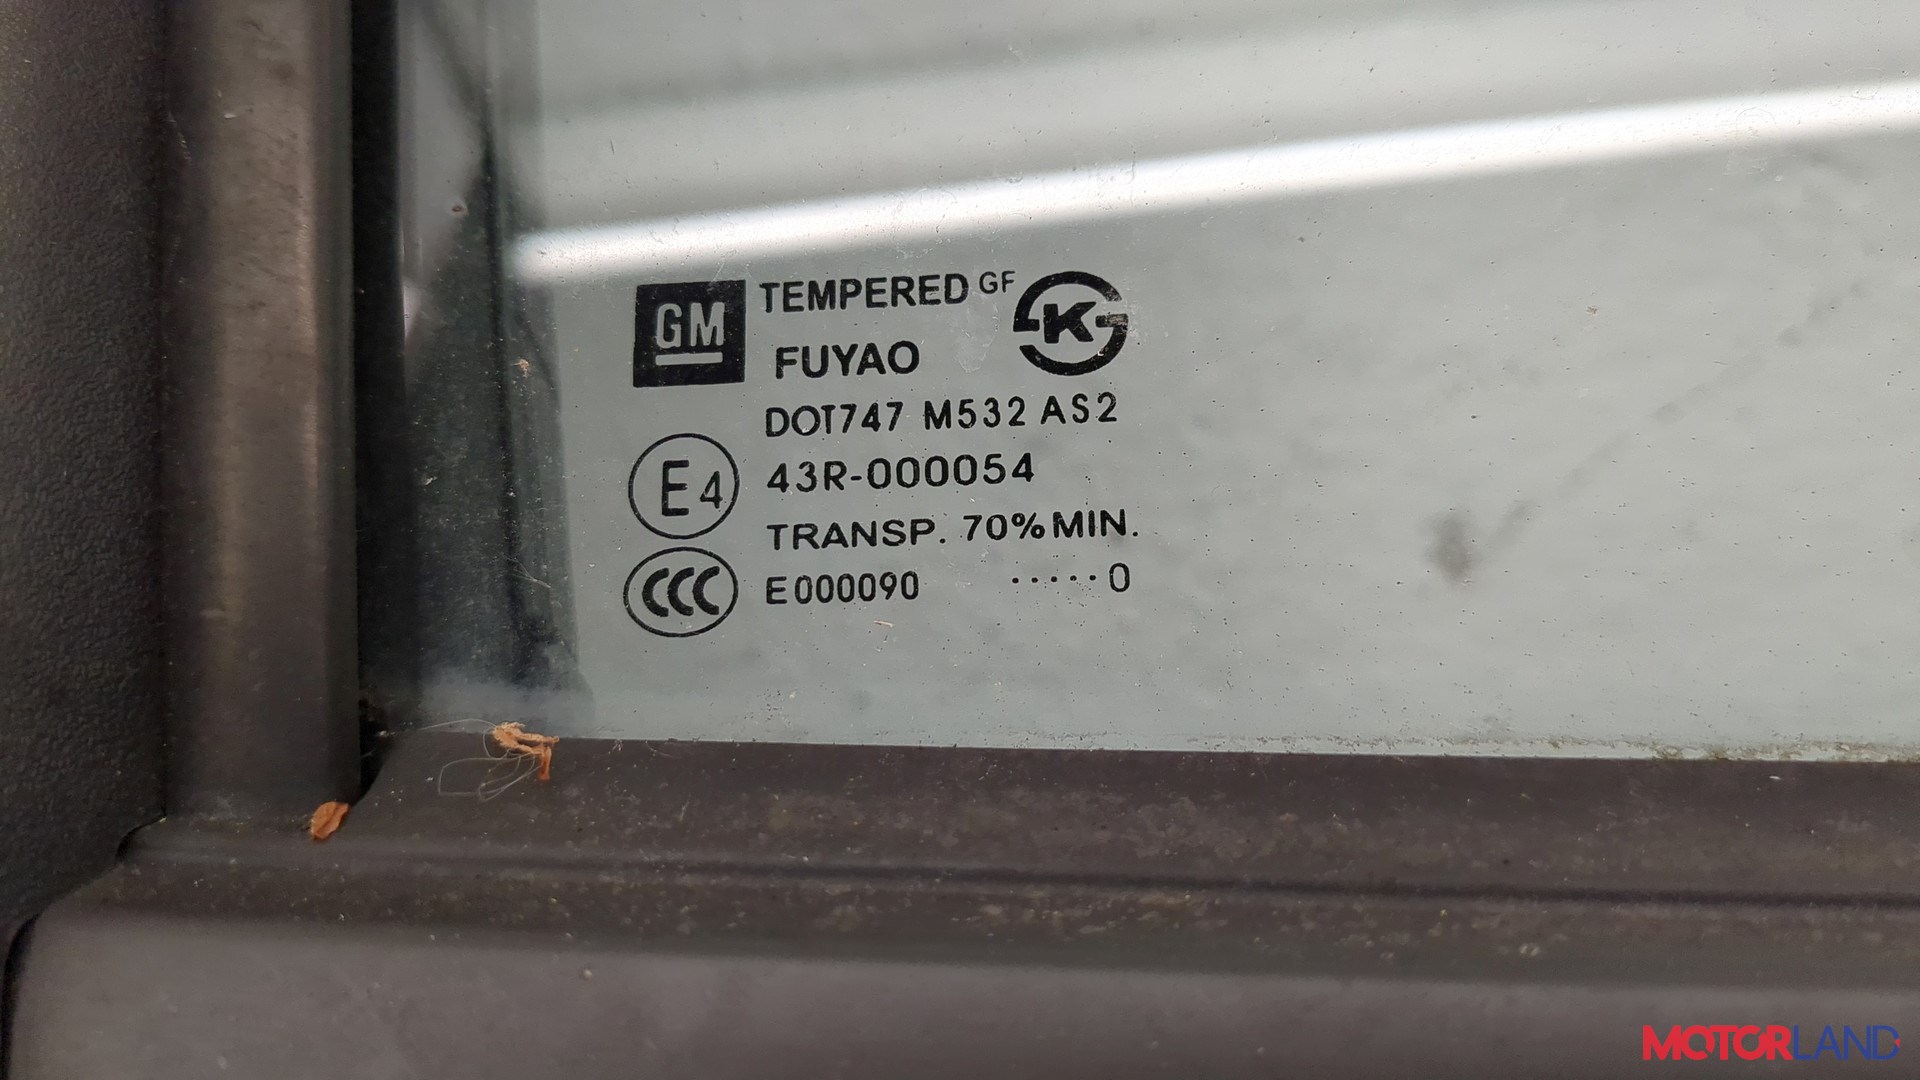 GM TEMPERED GF K
FUYAO
DOT747 M532 AS2
E4 43R-000054
TRANSP. 70% MIN.
CCC E000090 ·····0
MOTORLAND